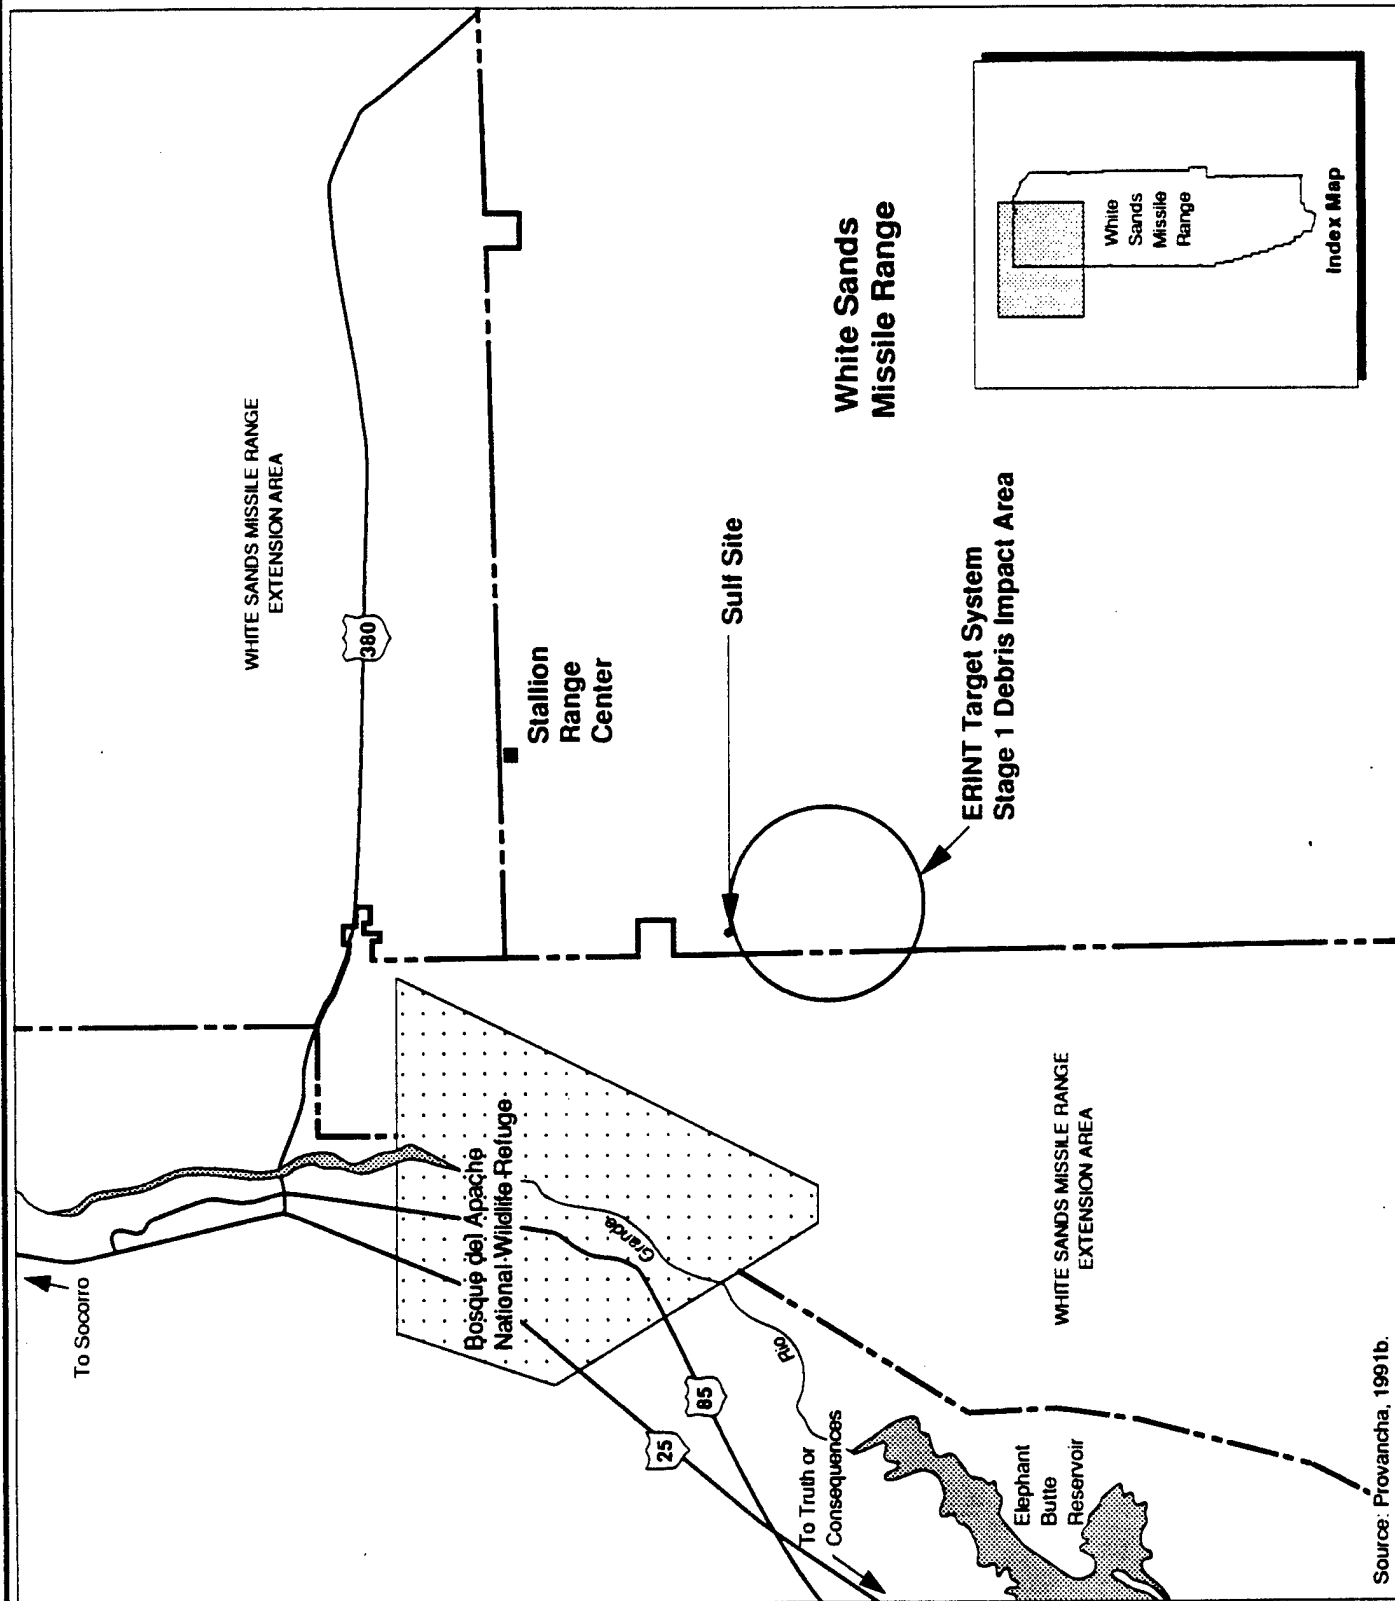 To Socorro
WHITE SANDS MISSILE RANGE
EXTENSION AREA
380
Stallion
Range
Center
Bosque del Apache
National Wildlife Refuge
Grande
Rio
25
85
To Truth or
Consequences
Elephant
Butte
Reservoir
Sulf Site
ERINT Target System
Stage 1 Debris Impact Area
White Sands
Missile Range
WHITE SANDS MISSILE RANGE
EXTENSION AREA
White
Sands
Missile
Range
Index Map
Source: Provancha, 1991b.